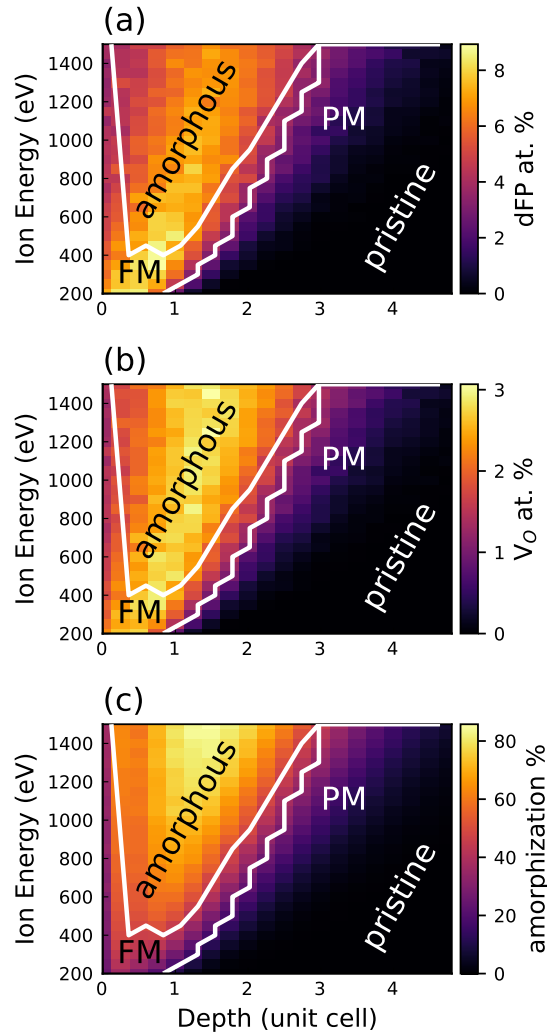 (a)
Ion Energy (eV)
1400
1200
1000
800
600
400
200
0
1
2
3
4
amorphous
FM
PM
pristine
8
6
4
2
0
dFP at. %
(b)
Ion Energy (eV)
1400
1200
1000
800
600
400
200
0
1
2
3
4
amorphous
FM
PM
pristine
3
2
1
0
V_O at. %
(c)
Ion Energy (eV)
1400
1200
1000
800
600
400
200
0
1
2
3
4
amorphous
FM
PM
pristine
80
60
40
20
0
amorphization %
Depth (unit cell)